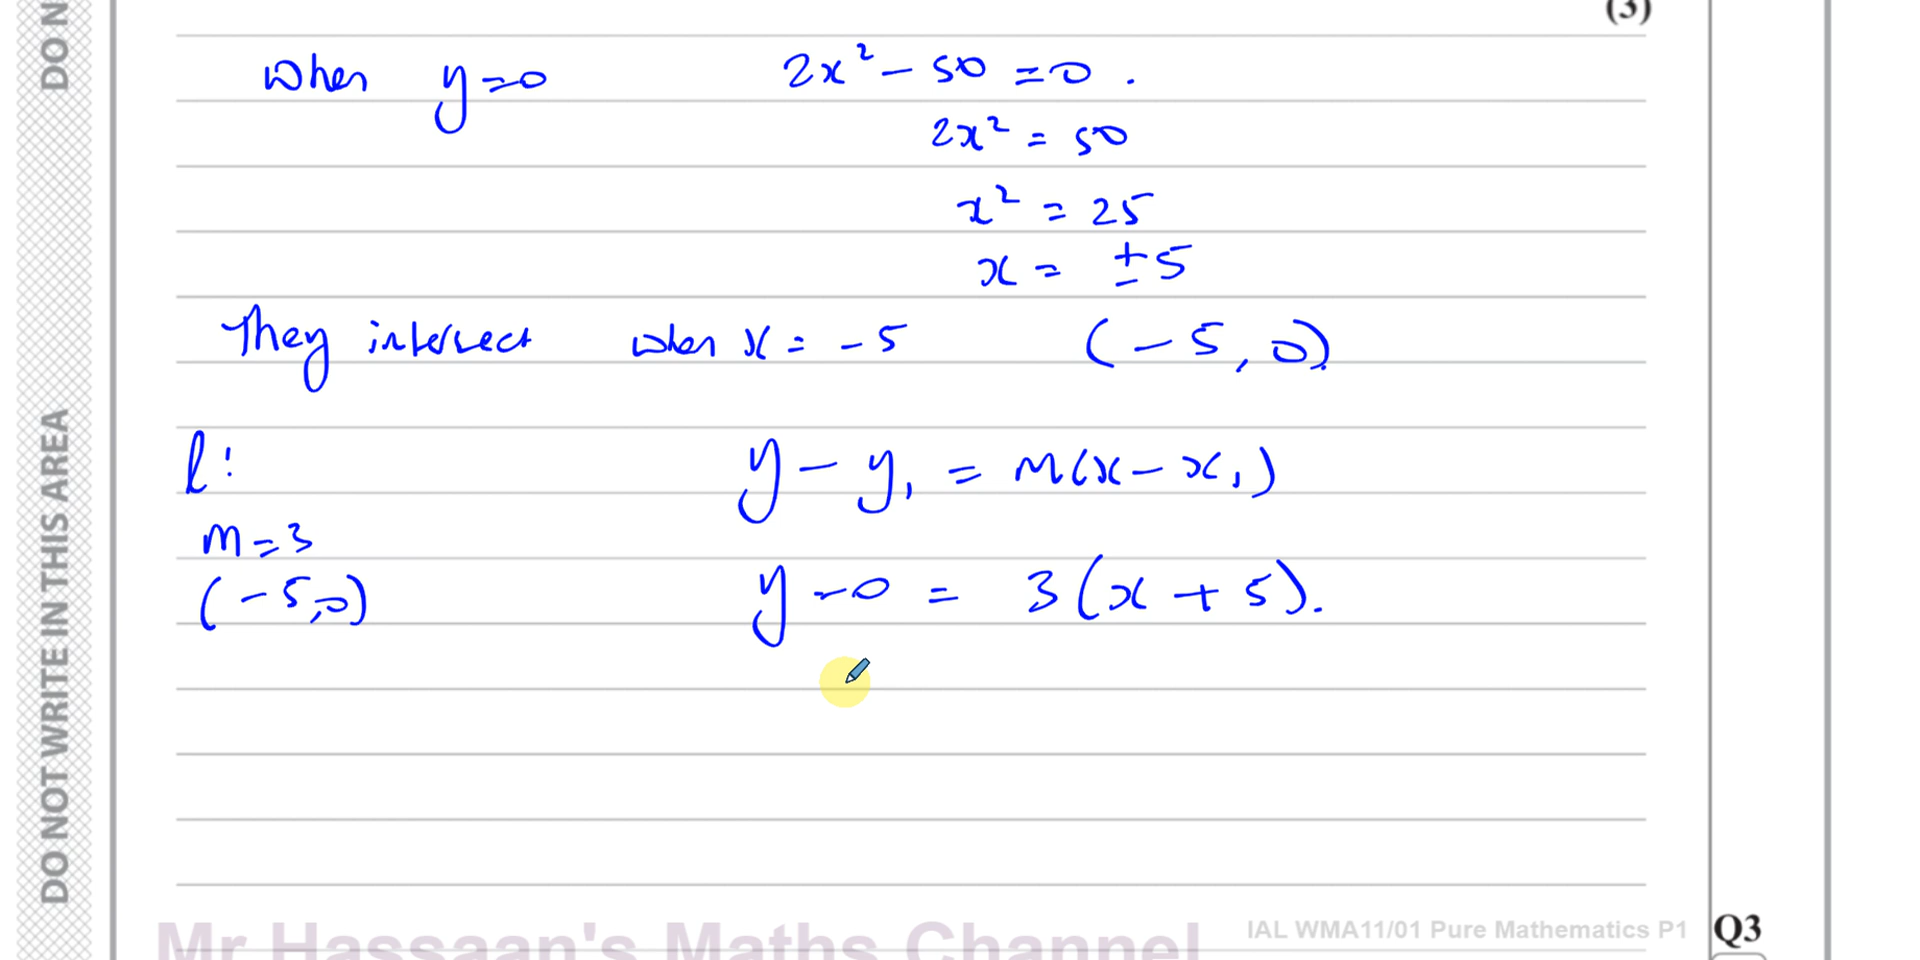 (3)
when y=0 2x² - 50 = 0 .
2x² = 50
x² = 25
x = ±5
They intersect when x = -5 (-5, 0)
l:
y - y₁ = m(x - x₁)
m=3
(-5,0) y - 0 = 3(x + 5).
DO NOT WRITE IN THIS AREA
DO N
Mr Hassaan's Maths Channel
IAL WMA11/01 Pure Mathematics P1
Q3